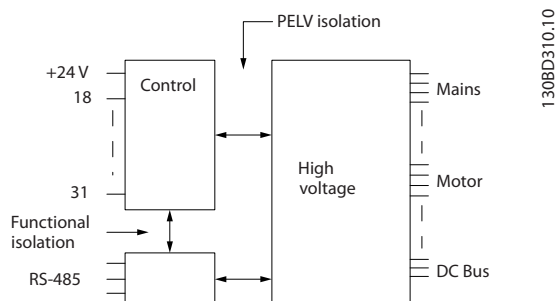 PELV isolation
130BD310.10
+24 V
Control
Mains
18
High
voltage
Motor
31
Functional
isolation
RS-485
DC Bus